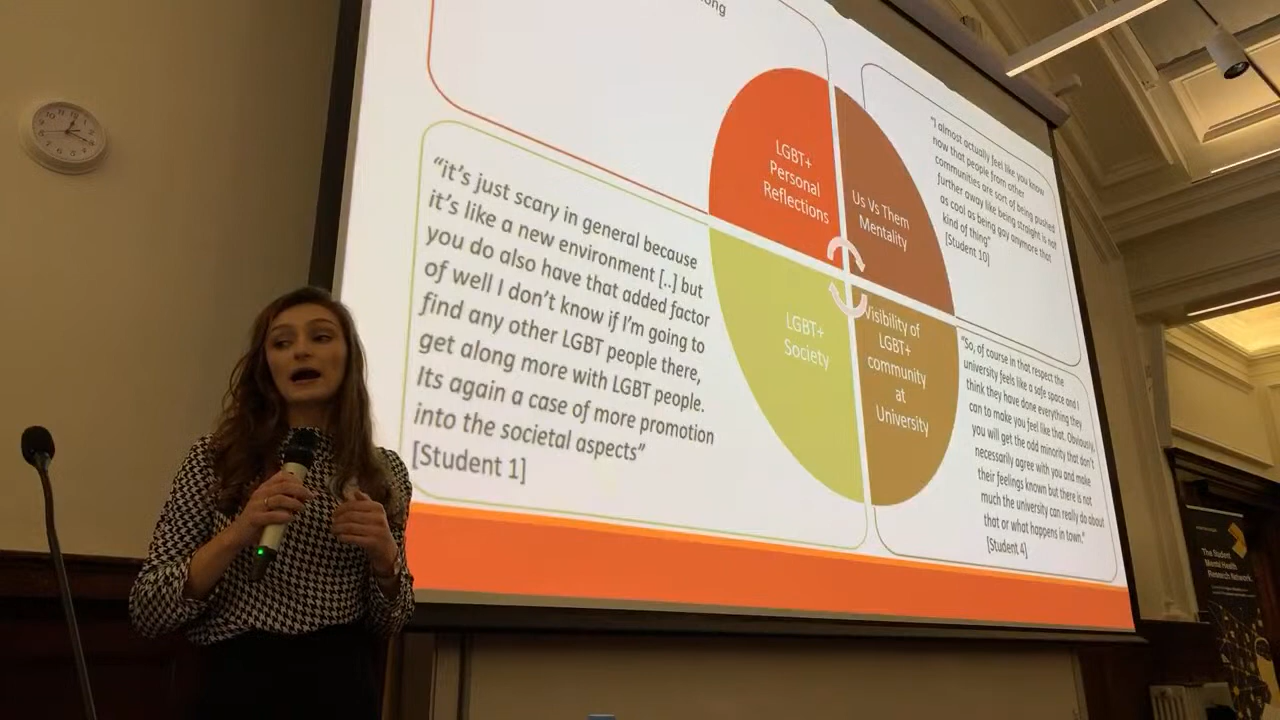 "it's just scary in general because
it's like a new environment [..] but
you do also have that added factor
of well I don't know if I'm going to
find any other LGBT people there,
get along more with LGBT people.
Its again a case of more promotion
into the societal aspects"
[Student 1]
LGBT+
Personal
Reflections
Us Vs Them
Mentality
LGBT+
Society
Visibility of
LGBT+
community
at
University
"I almost actually feel like, you know
now that people from other
communities are sort of being pushed
further away like being straight is not
as cool as being gay anymore that
kind of thing"
[Student 10]
"So, of course in that respect the
university feels like a safe space and I
think they have done everything they
can to make you feel like that. Obviously,
you will get the odd minority that don't
necessarily agree with you and make
their feelings known but there is not
much the university can really do about
that or what happens in town."
[Student 4]
The Student
Mental Health
Research Network